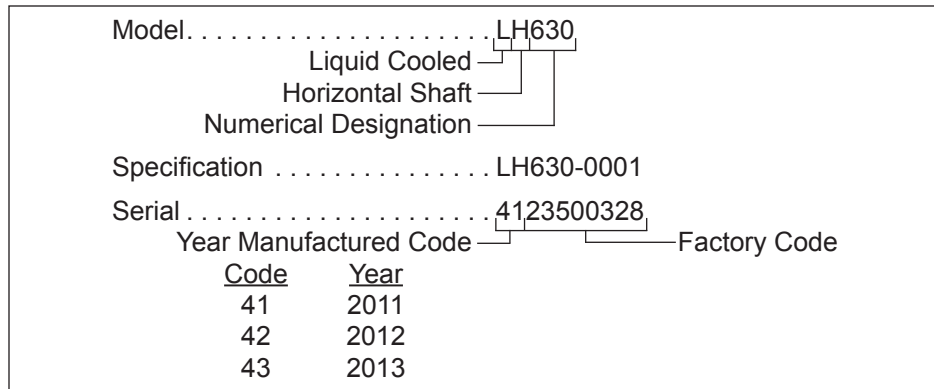 Model. . . . . . . . . . . . . . . . . . . . . LH630
Liquid Cooled
Horizontal Shaft
Numerical Designation
Specification . . . . . . . . . . . . . . . LH630-0001
Serial . . . . . . . . . . . . . . . . . . . . . 4123500328
Year Manufactured Code Factory Code
Code Year
41 2011
42 2012
43 2013